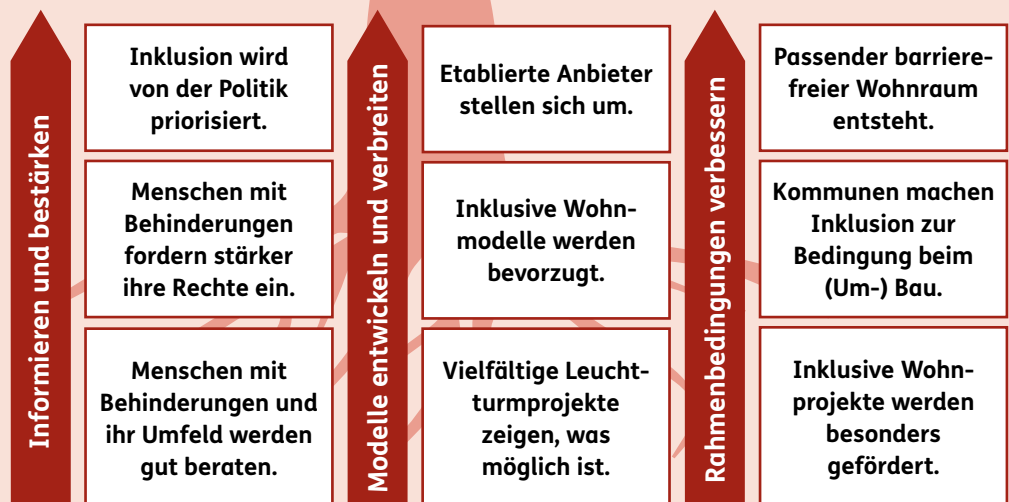 Informieren und bestärken
Inklusion wird
von der Politik
priorisiert.
Menschen mit
Behinderungen
fordern stärker
ihre Rechte ein.
Menschen mit
Behinderungen und
ihr Umfeld werden
gut beraten.
Modelle entwickeln und verbreiten
Etablierte Anbieter
stellen sich um.
Inklusive Wohn-
modelle werden
bevorzugt.
Vielfältige Leucht-
turmprojekte
zeigen, was
möglich ist.
Rahmenbedingungen verbessern
Passender barriere-
freier Wohnraum
entsteht.
Kommunen machen
Inklusion zur
Bedingung beim
(Um-) Bau.
Inklusive Wohn-
projekte werden
besonders
gefördert.